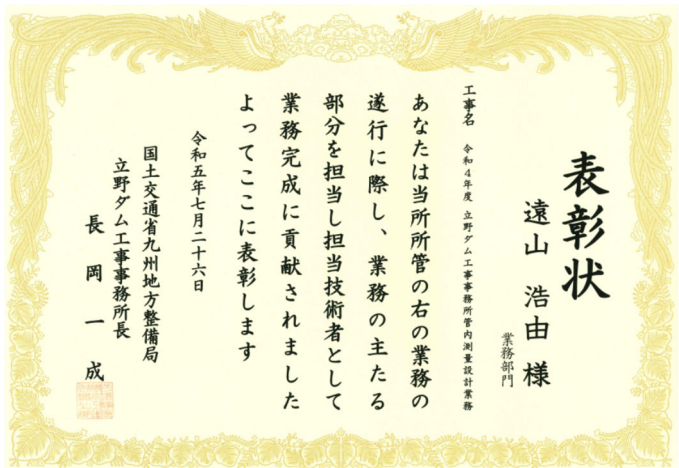 表彰状
遠山 浩由 様
業務部門
工事名 令和4年度 立野ダム工事事務所管内測量設計業務
あなたは当所所管の右の業務の
遂行に際し、業務の主たる
部分を担当し担当技術者として
業務完成に貢献されました
よってここに表彰します
令和五年七月二十六日
国土交通省九州地方整備局
立野ダム工事事務所長
長岡一成